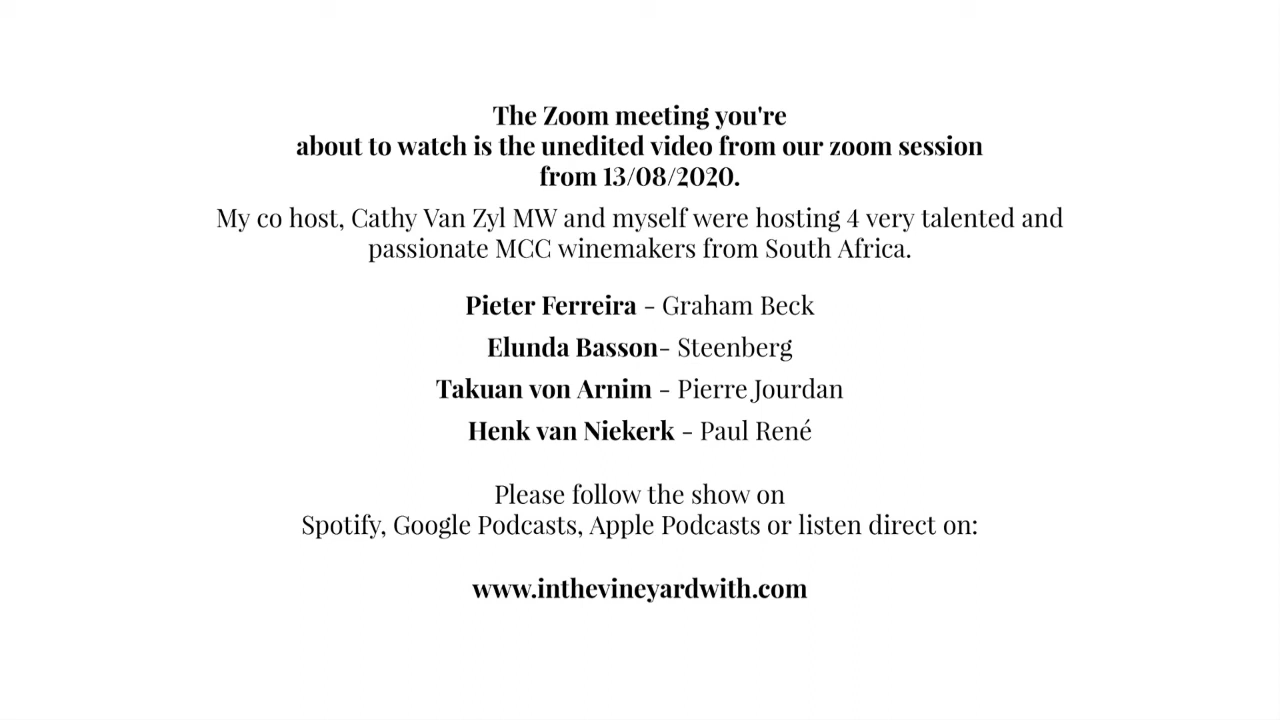 The Zoom meeting you're
about to watch is the unedited video from our zoom session
from 13/08/2020.
My co host, Cathy Van Zyl MW and myself were hosting 4 very talented and
passionate MCC winemakers from South Africa.
Pieter Ferreira - Graham Beck
Elunda Basson- Steenberg
Takuan von Arnim - Pierre Jourdan
Henk van Niekerk - Paul René
Please follow the show on
Spotify, Google Podcasts, Apple Podcasts or listen direct on:
www.inthevineyardwith.com